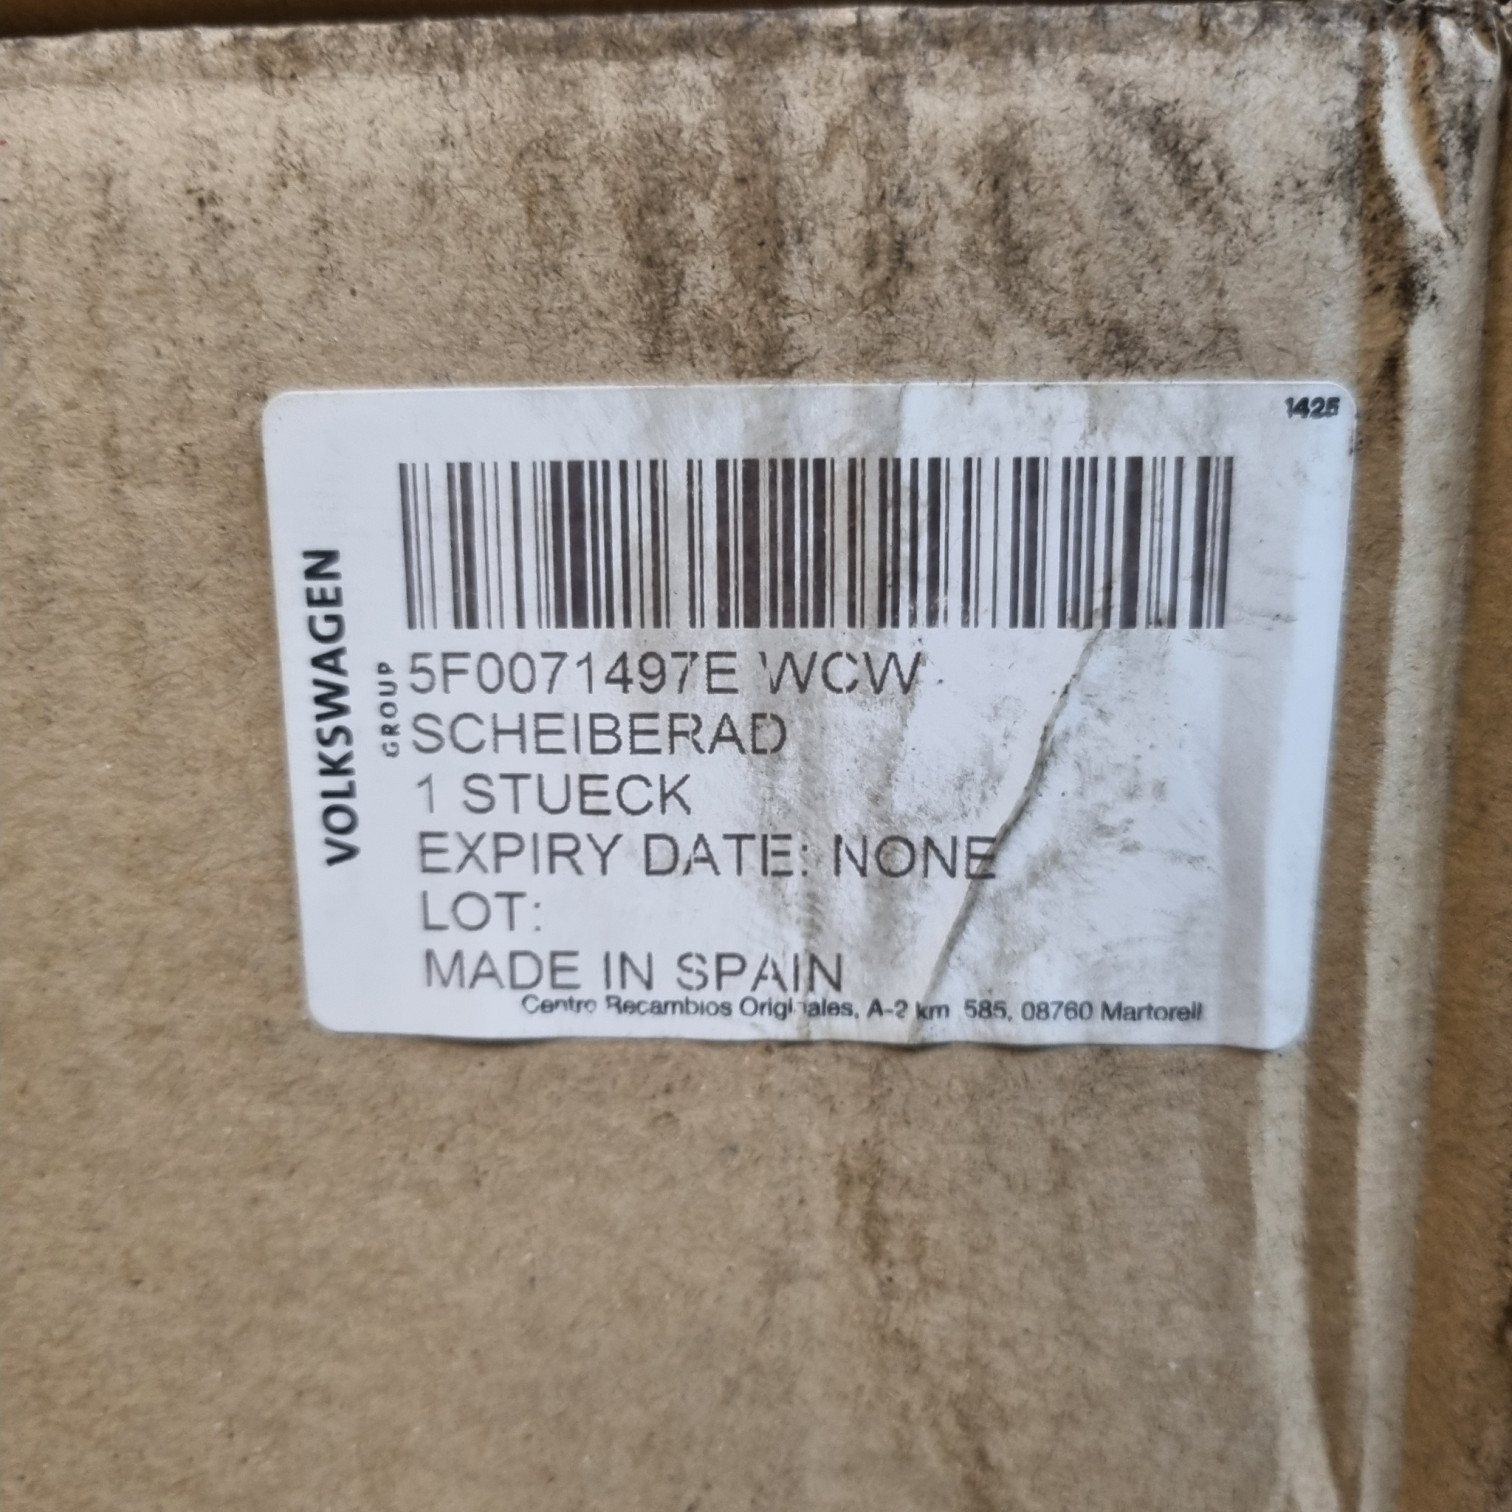 1425
VOLKSWAGEN
GROUP
5F0071497E WCW
SCHEIBERAD
1 STUECK
EXPIRY DATE: NONE
LOT:
MADE IN SPAIN
Centro Recambios Originales, A-2 km 585, 08760 Martorell